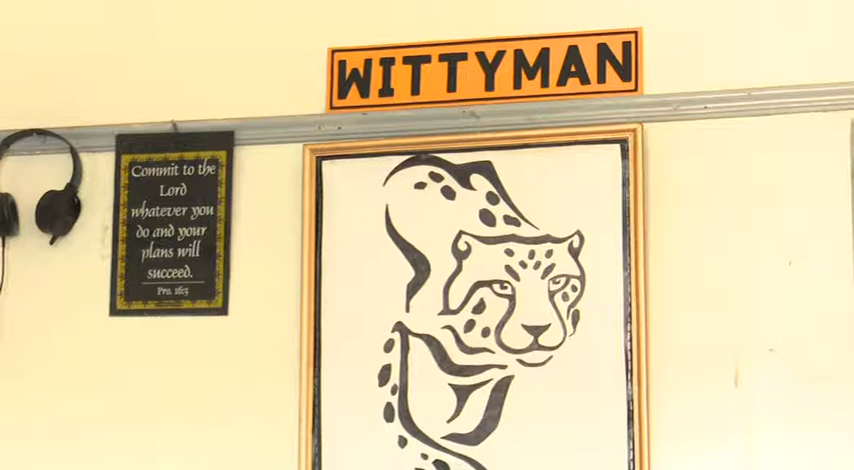 WITTYMAN
Commit to the
Lord
whatever you
do and your
plans will
succeed.
Pro. 16:3